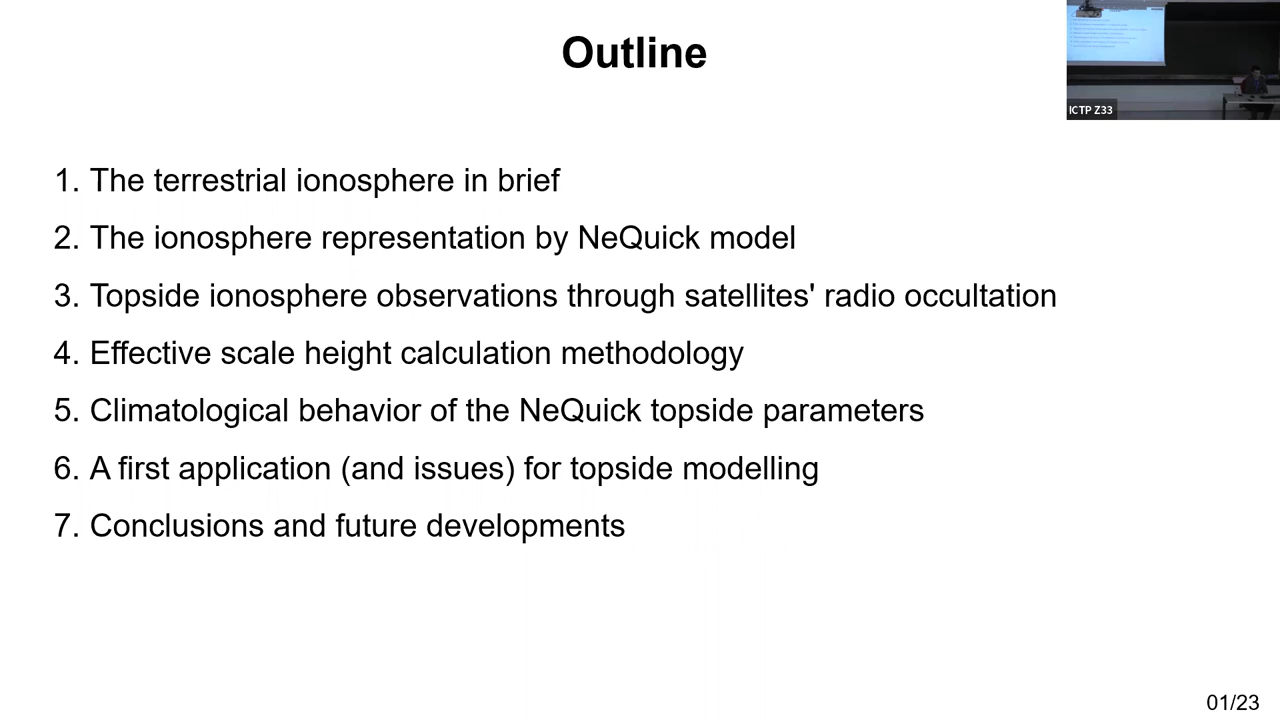 Outline
ICTP Z33
1. The terrestrial ionosphere in brief
2. The ionosphere representation by NeQuick model
3. Topside ionosphere observations through satellites' radio occultation
4. Effective scale height calculation methodology
5. Climatological behavior of the NeQuick topside parameters
6. A first application (and issues) for topside modelling
7. Conclusions and future developments
01/23